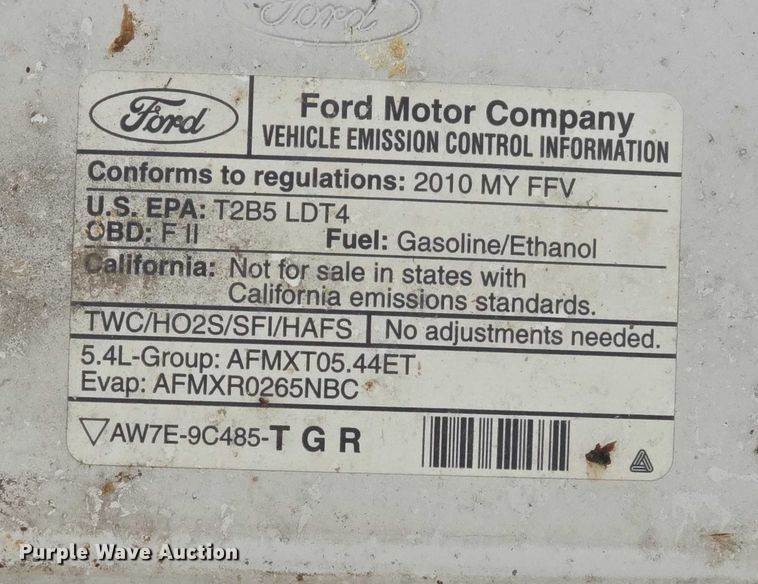 Ford
Ford
Ford Motor Company
VEHICLE EMISSION CONTROL INFORMATION
Conforms to regulations: 2010 MY FFV
U.S. EPA: T2B5 LDT4
OBD: F II
Fuel: Gasoline/Ethanol
California: Not for sale in states with
California emissions standards.
TWC/HO2S/SFI/HAFS
No adjustments needed.
5.4L-Group: AFMXT05.44ET
Evap: AFMXR0265NBC
AW7E-9C485-TGR
Purple Wave Auction